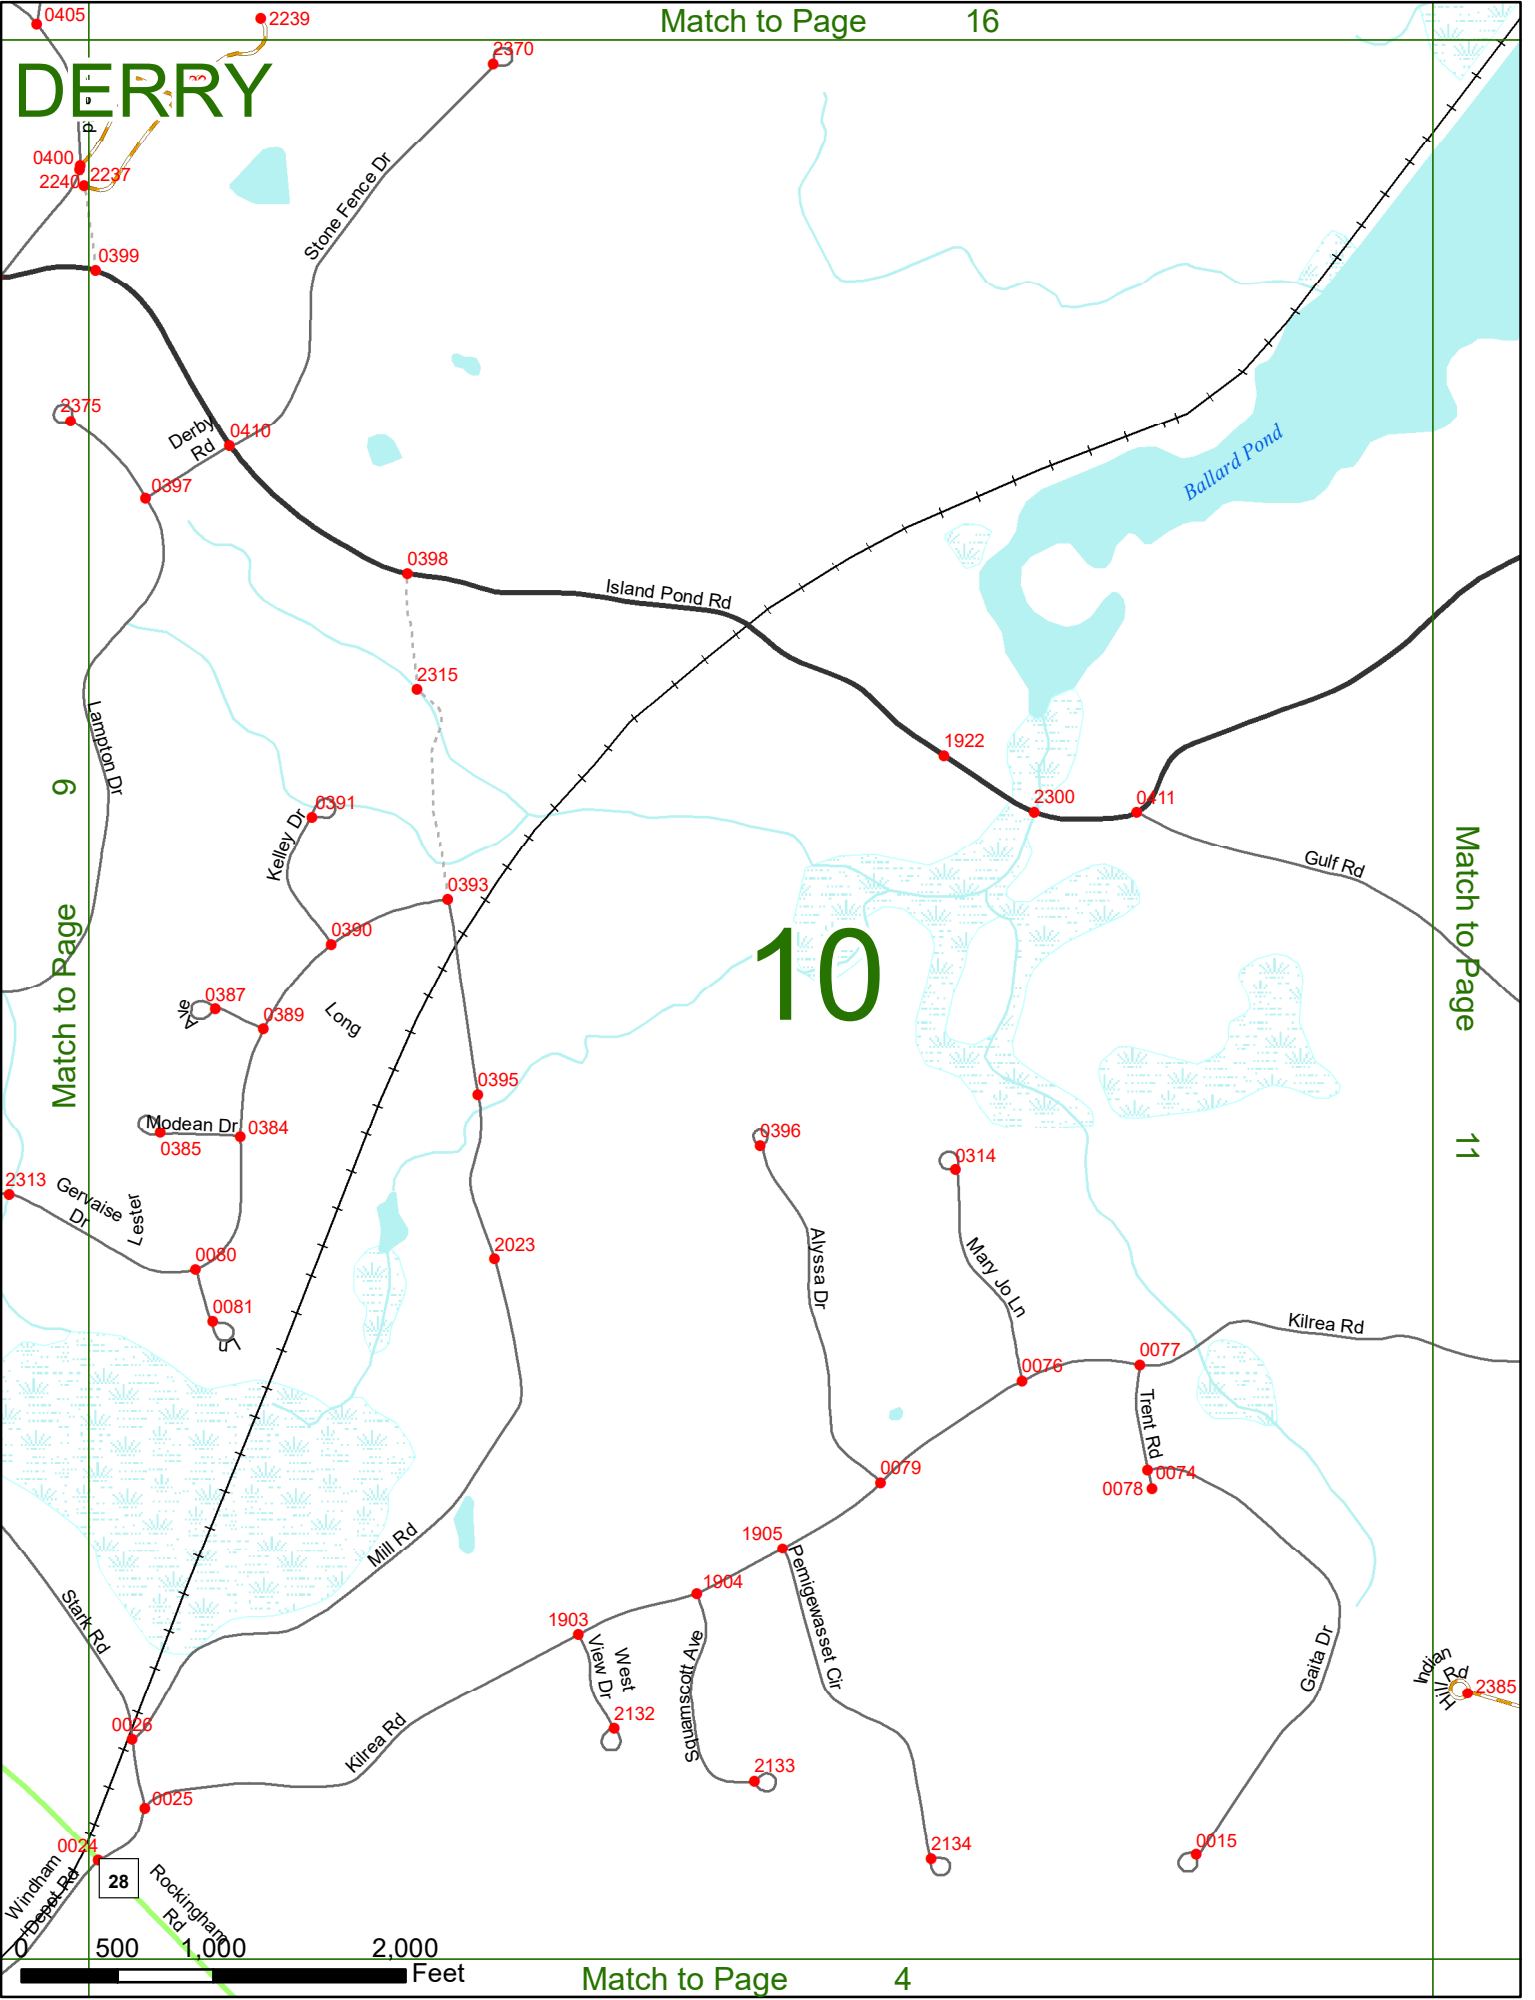 0405
2239
Match to Page 16
2370
DERRY
0400
2237
2240
Stone Fence Dr
0399
2375
Derby
Rd
0410
0397
Ballard Pond
0398
Island Pond Rd
2315
Lampton Dr
1922
2300
0411
9
Match to Page
0391
Kelley Dr
Gulf Rd
Match to Page
11
0393
0390
10
0387
Ave
0389
Long
0395
Modean Dr
0384
0385
0396
0314
2313
Gervaise
Dr
Lester
0080
2023
Alyssa Dr
Mary Jo Ln
0081
Ln
Kilrea Rd
0077
0076
Trent Rd
0079
0074
0078
1905
Mill Rd
Pemigewasset Cir
1904
Stark Rd
1903
West
View Dr
Squamscott Ave
Gaita Dr
Indian
Hill
Rd
2385
0026
2132
Kilrea Rd
2133
0025
0024
28
2134
0015
Windham
Depot Rd
Rockingham
Rd
0 500 1,000 2,000
Feet
Match to Page 4